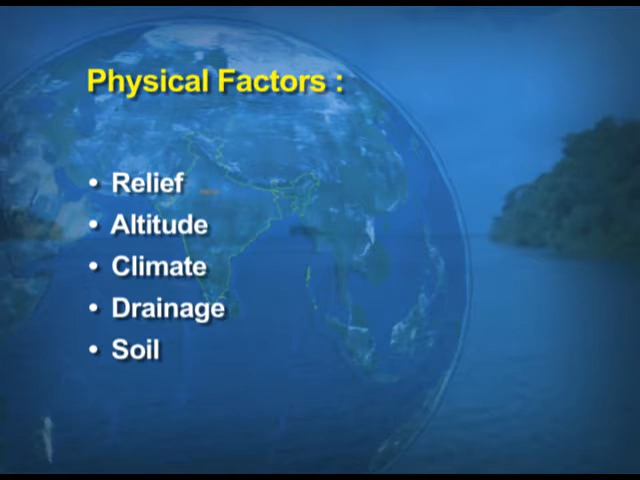 Physical Factors :
• Relief
• Altitude
• Climate
• Drainage
• Soil